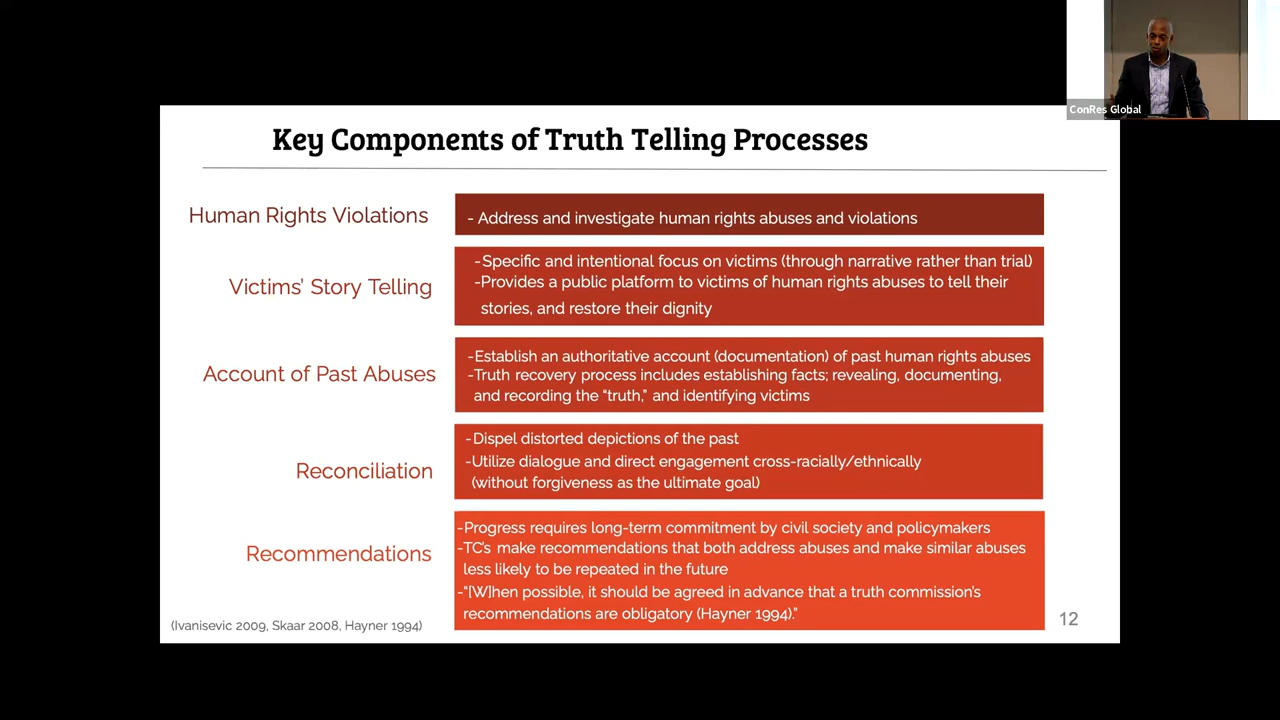 ConRes Global
Key Components of Truth Telling Processes
Human Rights Violations
- Address and investigate human rights abuses and violations
Victims' Story Telling
-Specific and intentional focus on victims (through narrative rather than trial)
-Provides a public platform to victims of human rights abuses to tell their
stories, and restore their dignity
Account of Past Abuses
-Establish an authoritative account (documentation) of past human rights abuses
-Truth recovery process includes establishing facts; revealing, documenting,
and recording the “truth,” and identifying victims
Reconciliation
-Dispel distorted depictions of the past
-Utilize dialogue and direct engagement cross-racially/ethnically
(without forgiveness as the ultimate goal)
Recommendations
-Progress requires long-term commitment by civil society and policymakers
-TC's make recommendations that both address abuses and make similar abuses
less likely to be repeated in the future
-“[W]hen possible, it should be agreed in advance that a truth commission's
recommendations are obligatory (Hayner 1994).”
(Ivanisevic 2009, Skaar 2008, Hayner 1994)
12